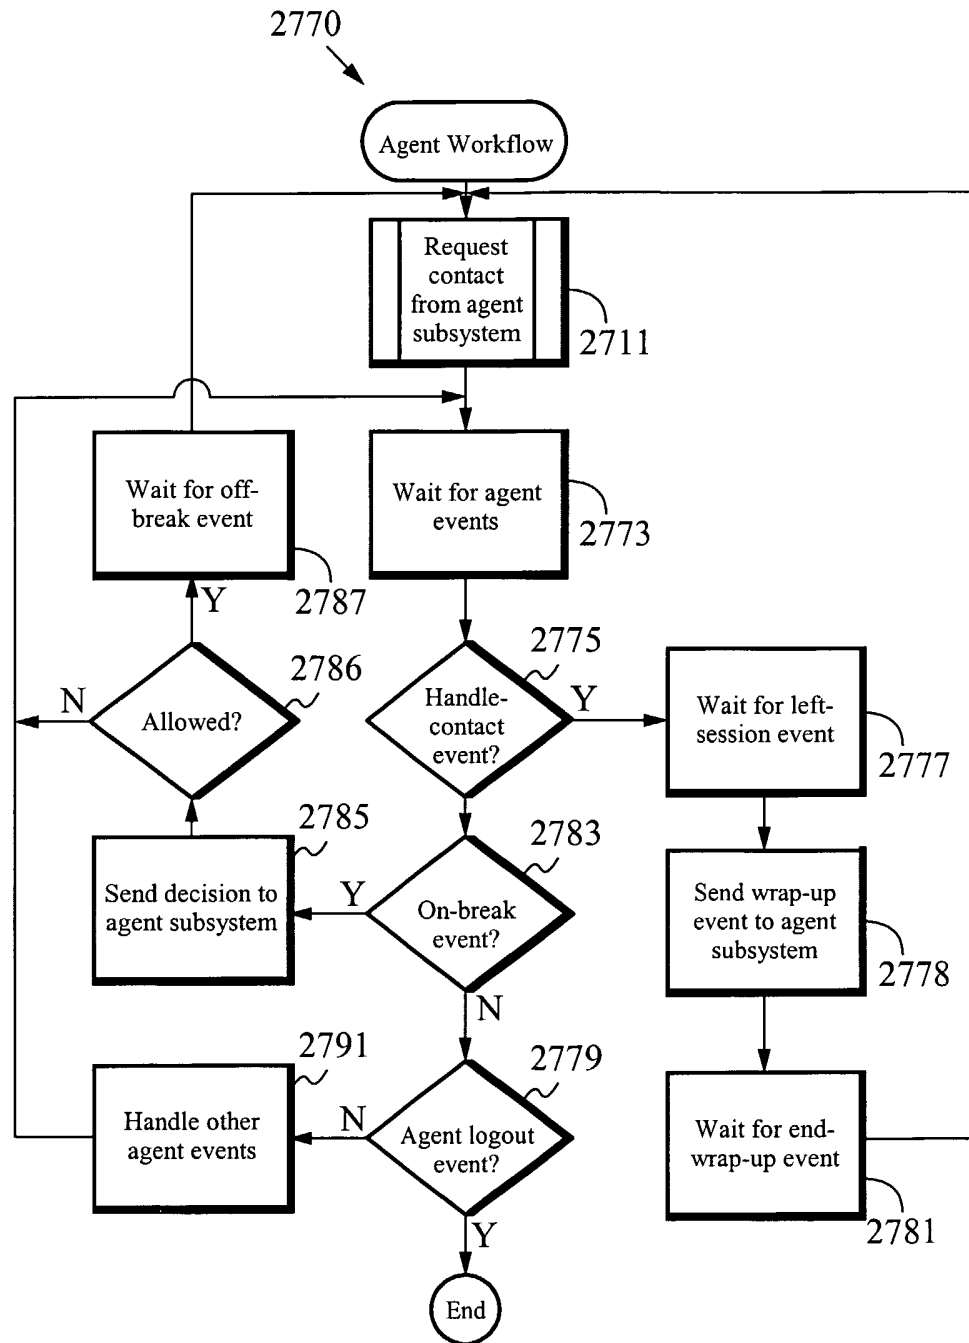 2770
Agent Workflow
Request
contact
from agent
subsystem
2711
Wait for off-
break event
2787
Wait for agent
events
2773
Y
2786
N
Allowed?
2775
Handle-
contact
event?
Y
Wait for left-
session event
2777
2785
Send decision to
agent subsystem
2783
Y
On-break
event?
N
Send wrap-up
event to agent
subsystem
2778
2791
Handle other
agent events
2779
N
Agent logout
event?
Y
Wait for end-
wrap-up event
2781
End